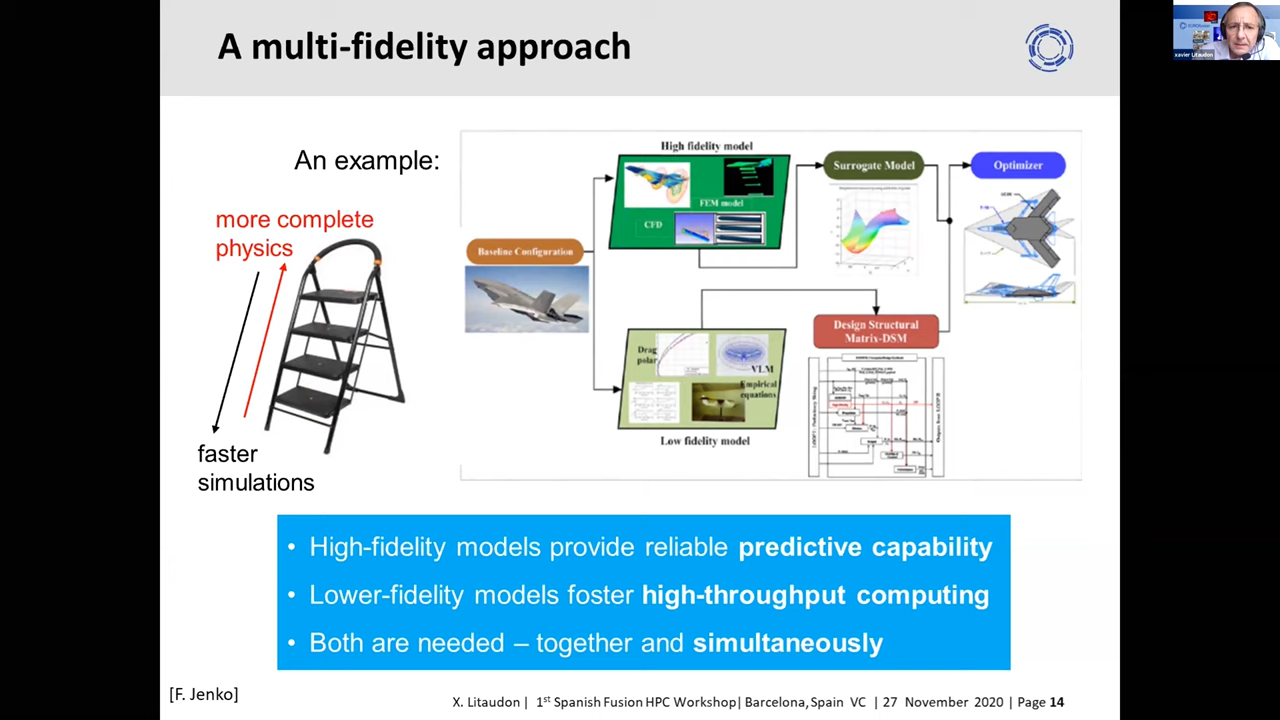 A multi-fidelity approach
xavier Litaudon
An example:
more complete
physics
faster
simulations
High fidelity model
FEM model
CFD
Surrogate Model
Optimizer
Baseline Configuration
Drag
polar
VLM
Empirical
equations
Low fidelity model
Design Structural
Matrix-DSM
• High-fidelity models provide reliable predictive capability
• Lower-fidelity models foster high-throughput computing
• Both are needed – together and simultaneously
[F. Jenko]
X. Litaudon | 1st Spanish Fusion HPC Workshop| Barcelona, Spain VC | 27 November 2020 | Page 14